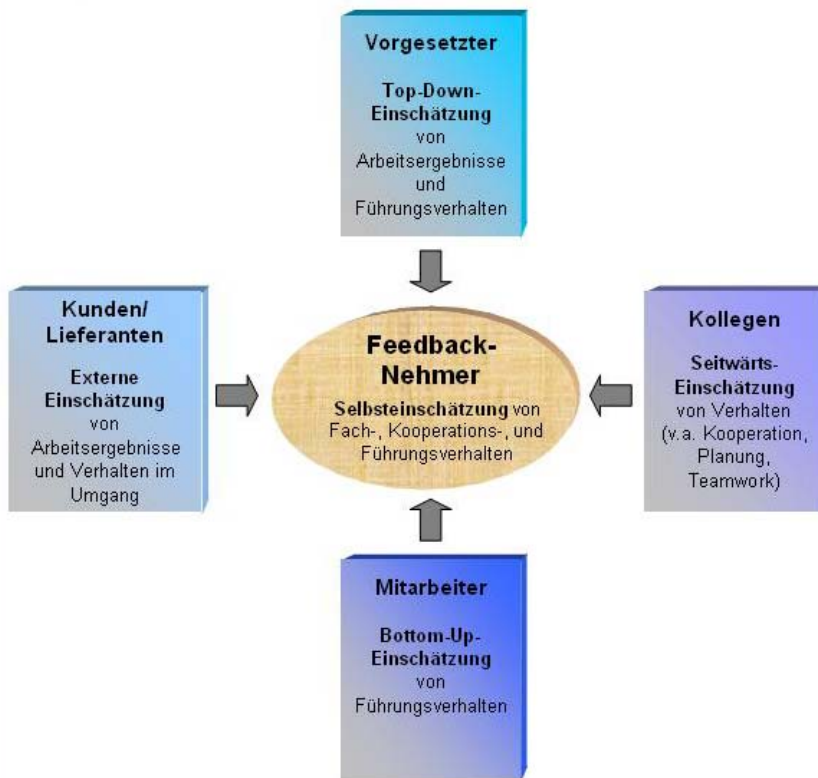 Vorgesetzter
Top-Down-
Einschätzung
von
Arbeitsergebnisse
und
Führungsverhalten
Kunden/
Lieferanten
Externe
Einschätzung
von
Arbeitsergebnisse
und Verhalten im
Umgang
Feedback-
Nehmer
Selbsteinschätzung von
Fach-, Kooperations-, und
Führungsverhalten
Kollegen
Seitwärts-
Einschätzung
von Verhalten
(v.a. Kooperation,
Planung,
Teamwork)
Mitarbeiter
Bottom-Up-
Einschätzung
von
Führungsverhalten